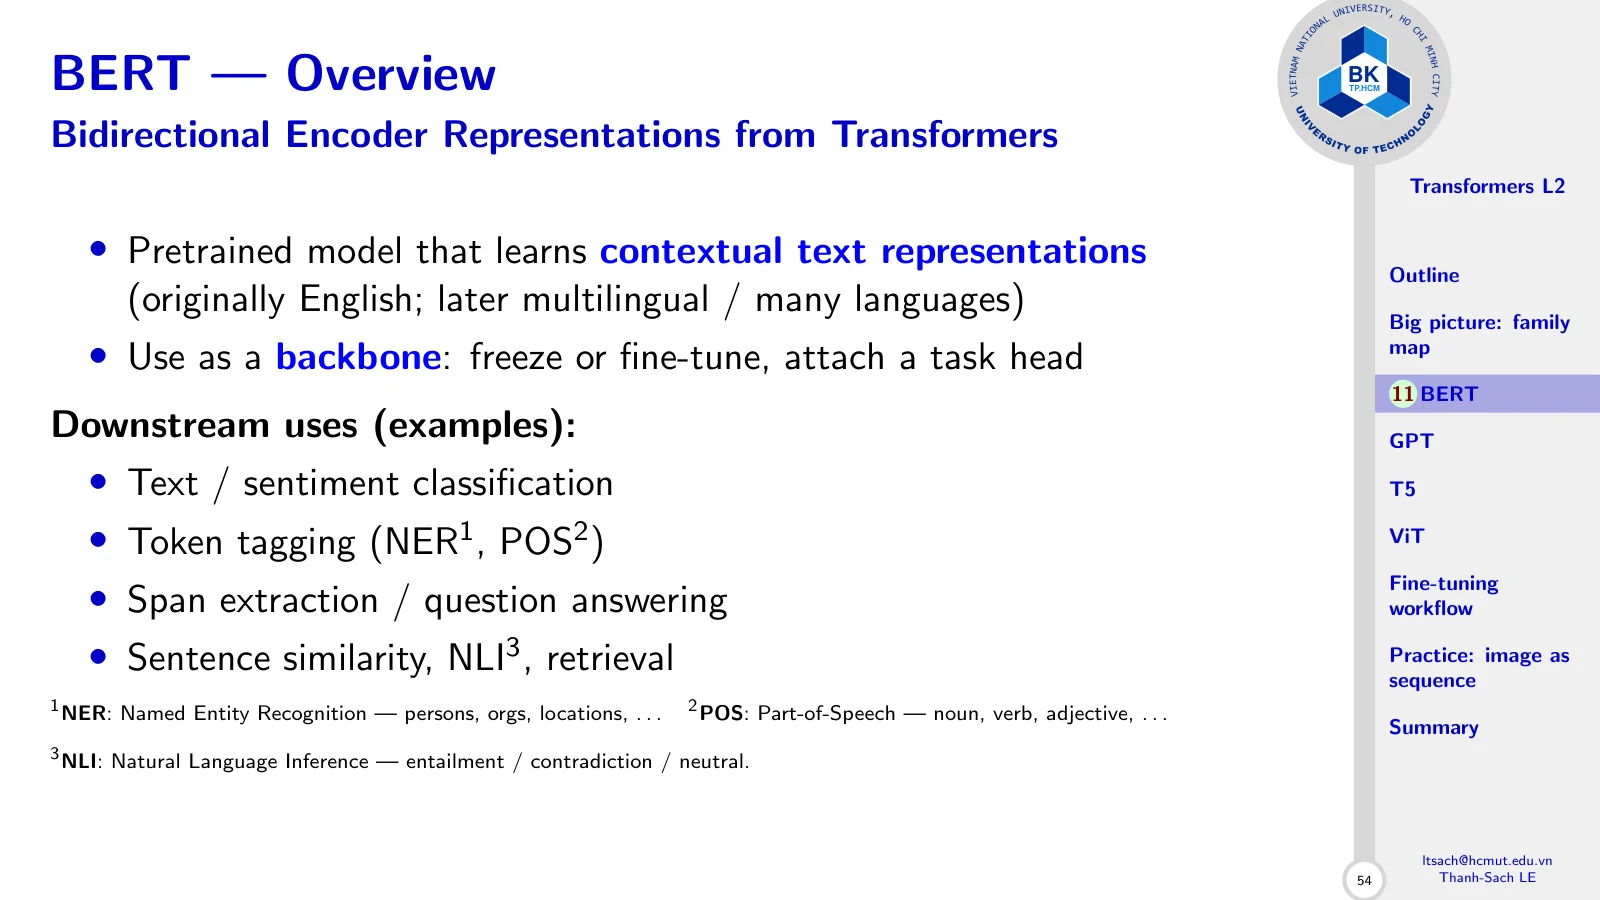 BERT — Overview
Bidirectional Encoder Representations from Transformers
• Pretrained model that learns contextual text representations
(originally English; later multilingual / many languages)
• Use as a backbone: freeze or fine-tune, attach a task head
Downstream uses (examples):
• Text / sentiment classification
• Token tagging (NER¹, POS²)
• Span extraction / question answering
• Sentence similarity, NLI³, retrieval
¹NER: Named Entity Recognition — persons, orgs, locations, . . . ²POS: Part-of-Speech — noun, verb, adjective, . . .
³NLI: Natural Language Inference — entailment / contradiction / neutral.
VIETNAM NATIONAL UNIVERSITY, HO CHI MINH CITY
BK
TP.HCM
UNIVERSITY OF TECHNOLOGY
Transformers L2
Outline
Big picture: family
map
11 BERT
GPT
T5
ViT
Fine-tuning
workflow
Practice: image as
sequence
Summary
54
ltsach@hcmut.edu.vn
Thanh-Sach LE